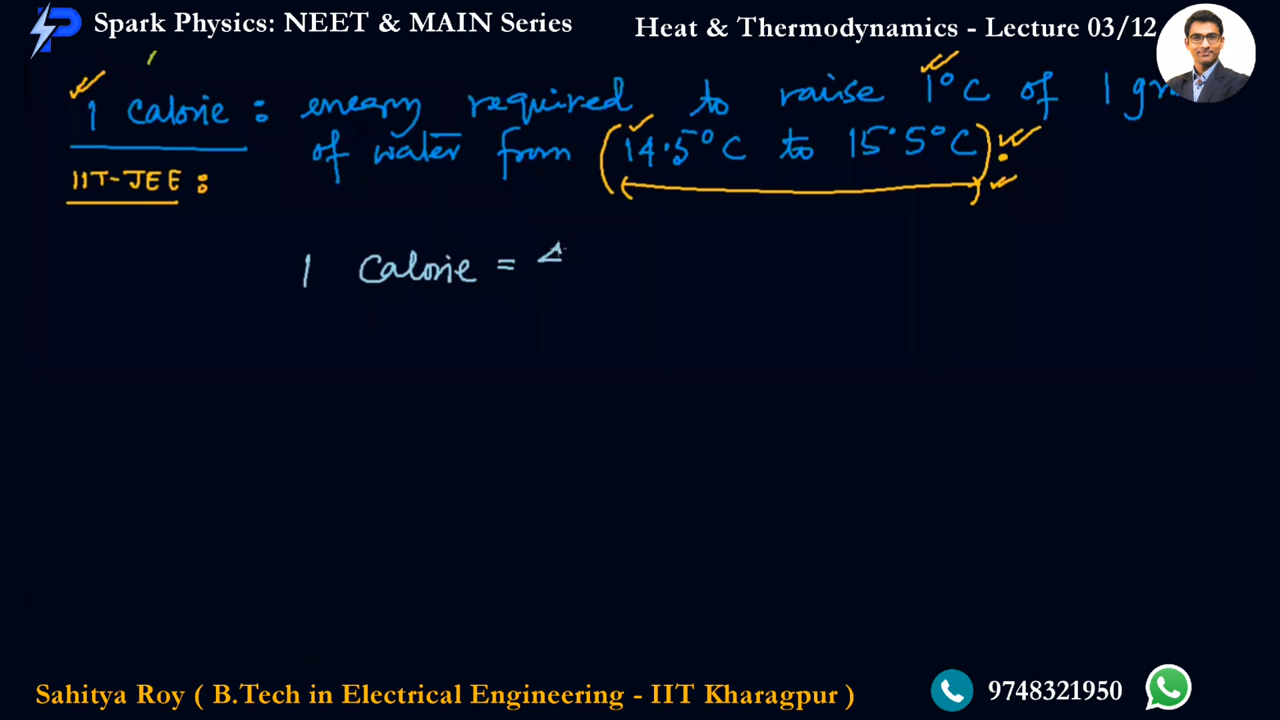 Spark Physics: NEET & MAIN Series
Heat & Thermodynamics - Lecture 03/12
1 Calorie : energy required to raise 1°C of 1
of water from (14.5°C to 15.5°C).
IIT-JEE :
1 Calorie =
Sahitya Roy ( B.Tech in Electrical Engineering - IIT Kharagpur )
9748321950